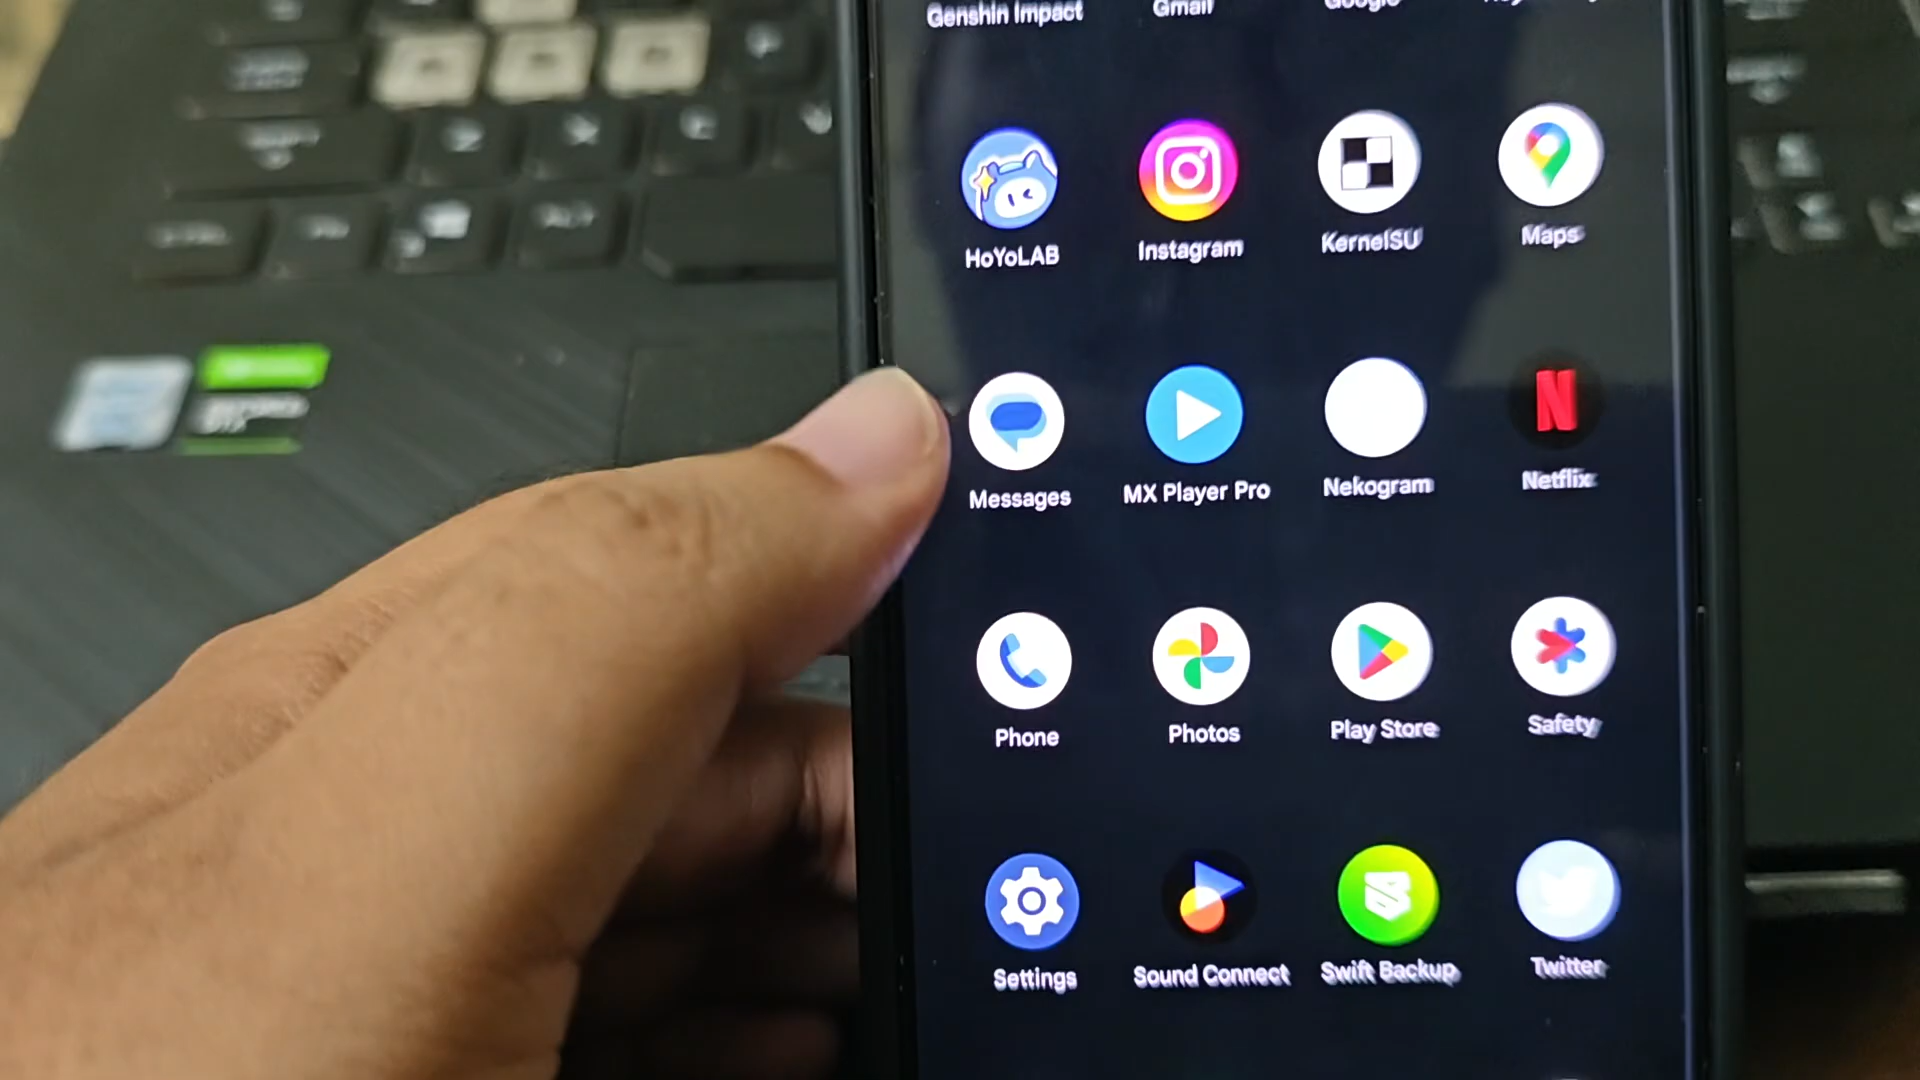 Genshin Impact Gmail Google
HoYoLAB Instagram KernelSU Maps
Messages MX Player Pro Nekogram Netflix
Phone Photos Play Store Safety
Settings Sound Connect Swift Backup Twitter